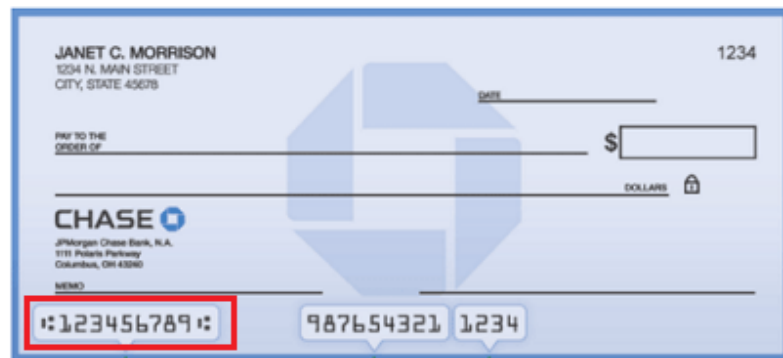 JANET C. MORRISON
1234
1234 N. MAIN STREET
CITY, STATE 45678
DATE
PAY TO THE
ORDER OF
$
DOLLARS
CHASE
JPMorgan Chase Bank, N.A.
1111 Polaris Parkway
Columbus, OH 43240
MEMO
⑆123456789⑆ 987654321 1234